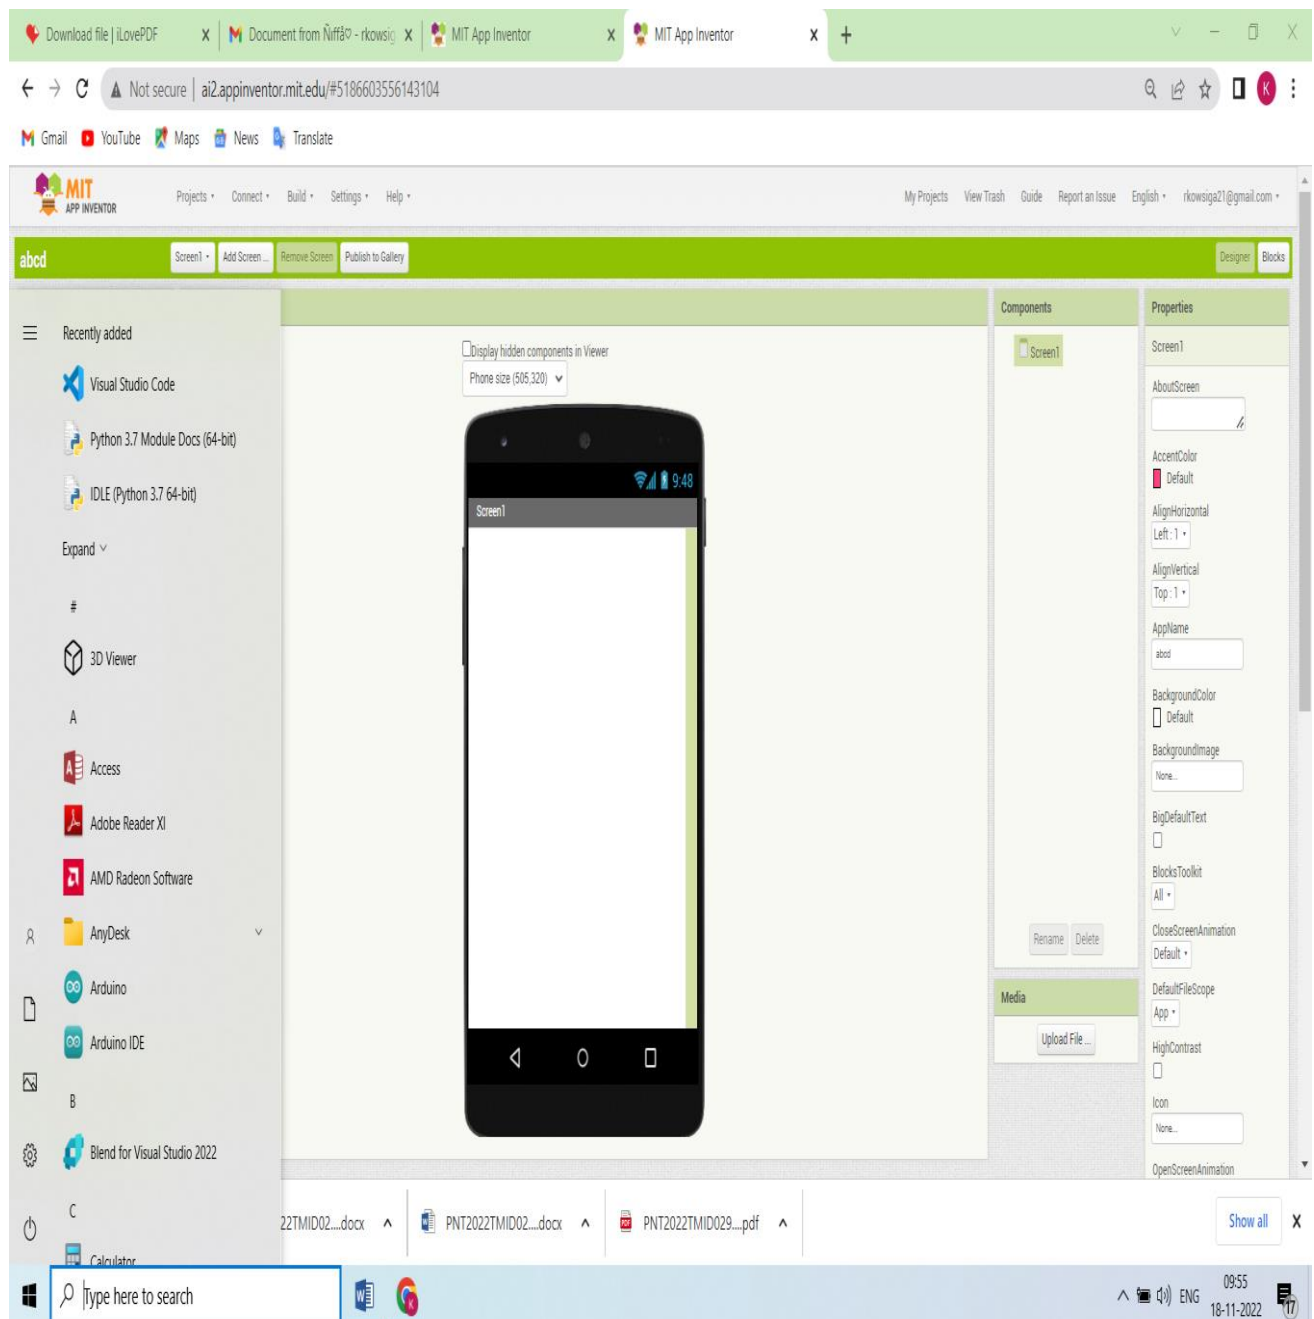 Download file | iLovePDF
Document from Ñiffå♡ - rkowsig
MIT App Inventor
MIT App Inventor
Not secure | ai2.appinventor.mit.edu/#5186603556143104
K
Gmail YouTube Maps News Translate
MIT
APP INVENTOR
Projects Connect Build Settings Help
My Projects View Trash Guide Report an Issue English rkowsiga21@gmail.com
abcd
Screen1 Add Screen ... Remove Screen Publish to Gallery
Designer Blocks
Recently added
Visual Studio Code
Python 3.7 Module Docs (64-bit)
IDLE (Python 3.7 64-bit)
Expand
#
3D Viewer
A
Access
Adobe Reader XI
AMD Radeon Software
AnyDesk
Arduino
Arduino IDE
B
Blend for Visual Studio 2022
C
Calculator
Display hidden components in Viewer
Phone size (505,320)
9:48
Screen1
Components
Screen1
Rename Delete
Media
Upload File ...
Properties
Screen1
AboutScreen
AccentColor
Default
AlignHorizontal
Left : 1
AlignVertical
Top : 1
AppName
abcd
BackgroundColor
Default
BackgroundImage
None...
BigDefaultText
BlocksToolkit
All
CloseScreenAnimation
Default
DefaultFileScope
App
HighContrast
Icon
None...
OpenScreenAnimation
22TMID02....docx
PNT2022TMID02....docx
PNT2022TMID029....pdf
Show all
Type here to search
ENG
09:55
18-11-2022
17